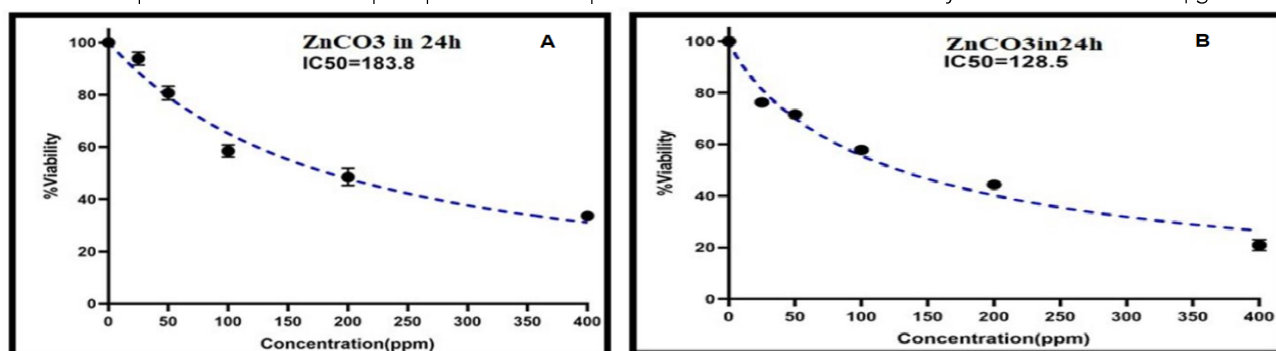 ZnCO3 in 24h
A
IC50=183.8
%Viability
100
80
60
40
20
0
0 50 100 150 200 250 300 350 400
Concentration(ppm)
ZnCO3in24h
B
IC50=128.5
%Viability
100
80
60
40
20
0
0 50 100 150 200 250 300 350 400
Concentration(ppm)